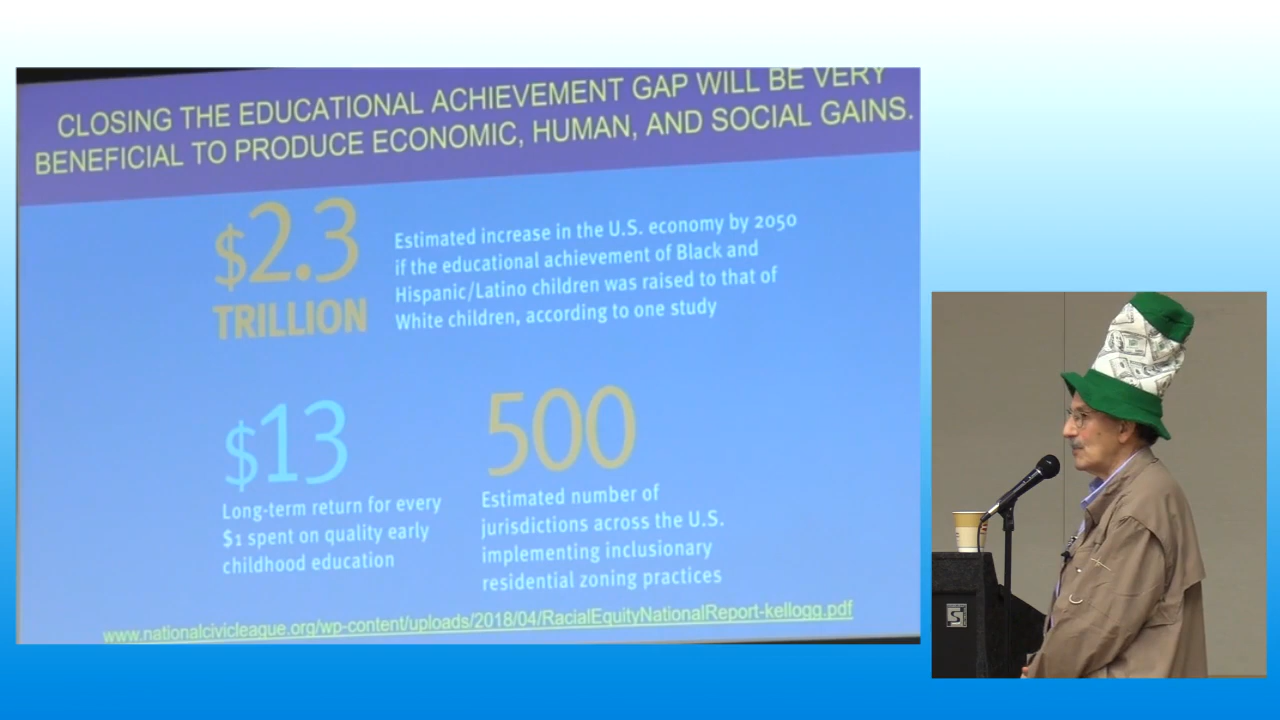 CLOSING THE EDUCATIONAL ACHIEVEMENT GAP WILL BE VERY
BENEFICIAL TO PRODUCE ECONOMIC, HUMAN, AND SOCIAL GAINS.
$2.3
TRILLION
Estimated increase in the U.S. economy by 2050
if the educational achievement of Black and
Hispanic/Latino children was raised to that of
White children, according to one study
$13
Long-term return for every
$1 spent on quality early
childhood education
500
Estimated number of
jurisdictions across the U.S.
implementing inclusionary
residential zoning practices
www.nationalcivicleague.org/wp-content/uploads/2018/04/RacialEquityNationalReport-kellogg.pdf